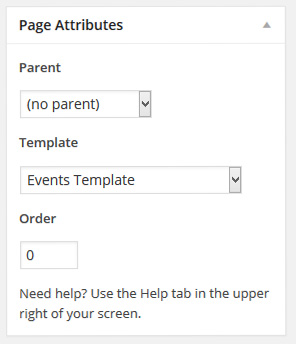 Page Attributes
Parent
(no parent)
Template
Events Template
Order
0
Need help? Use the Help tab in the upper
right of your screen.